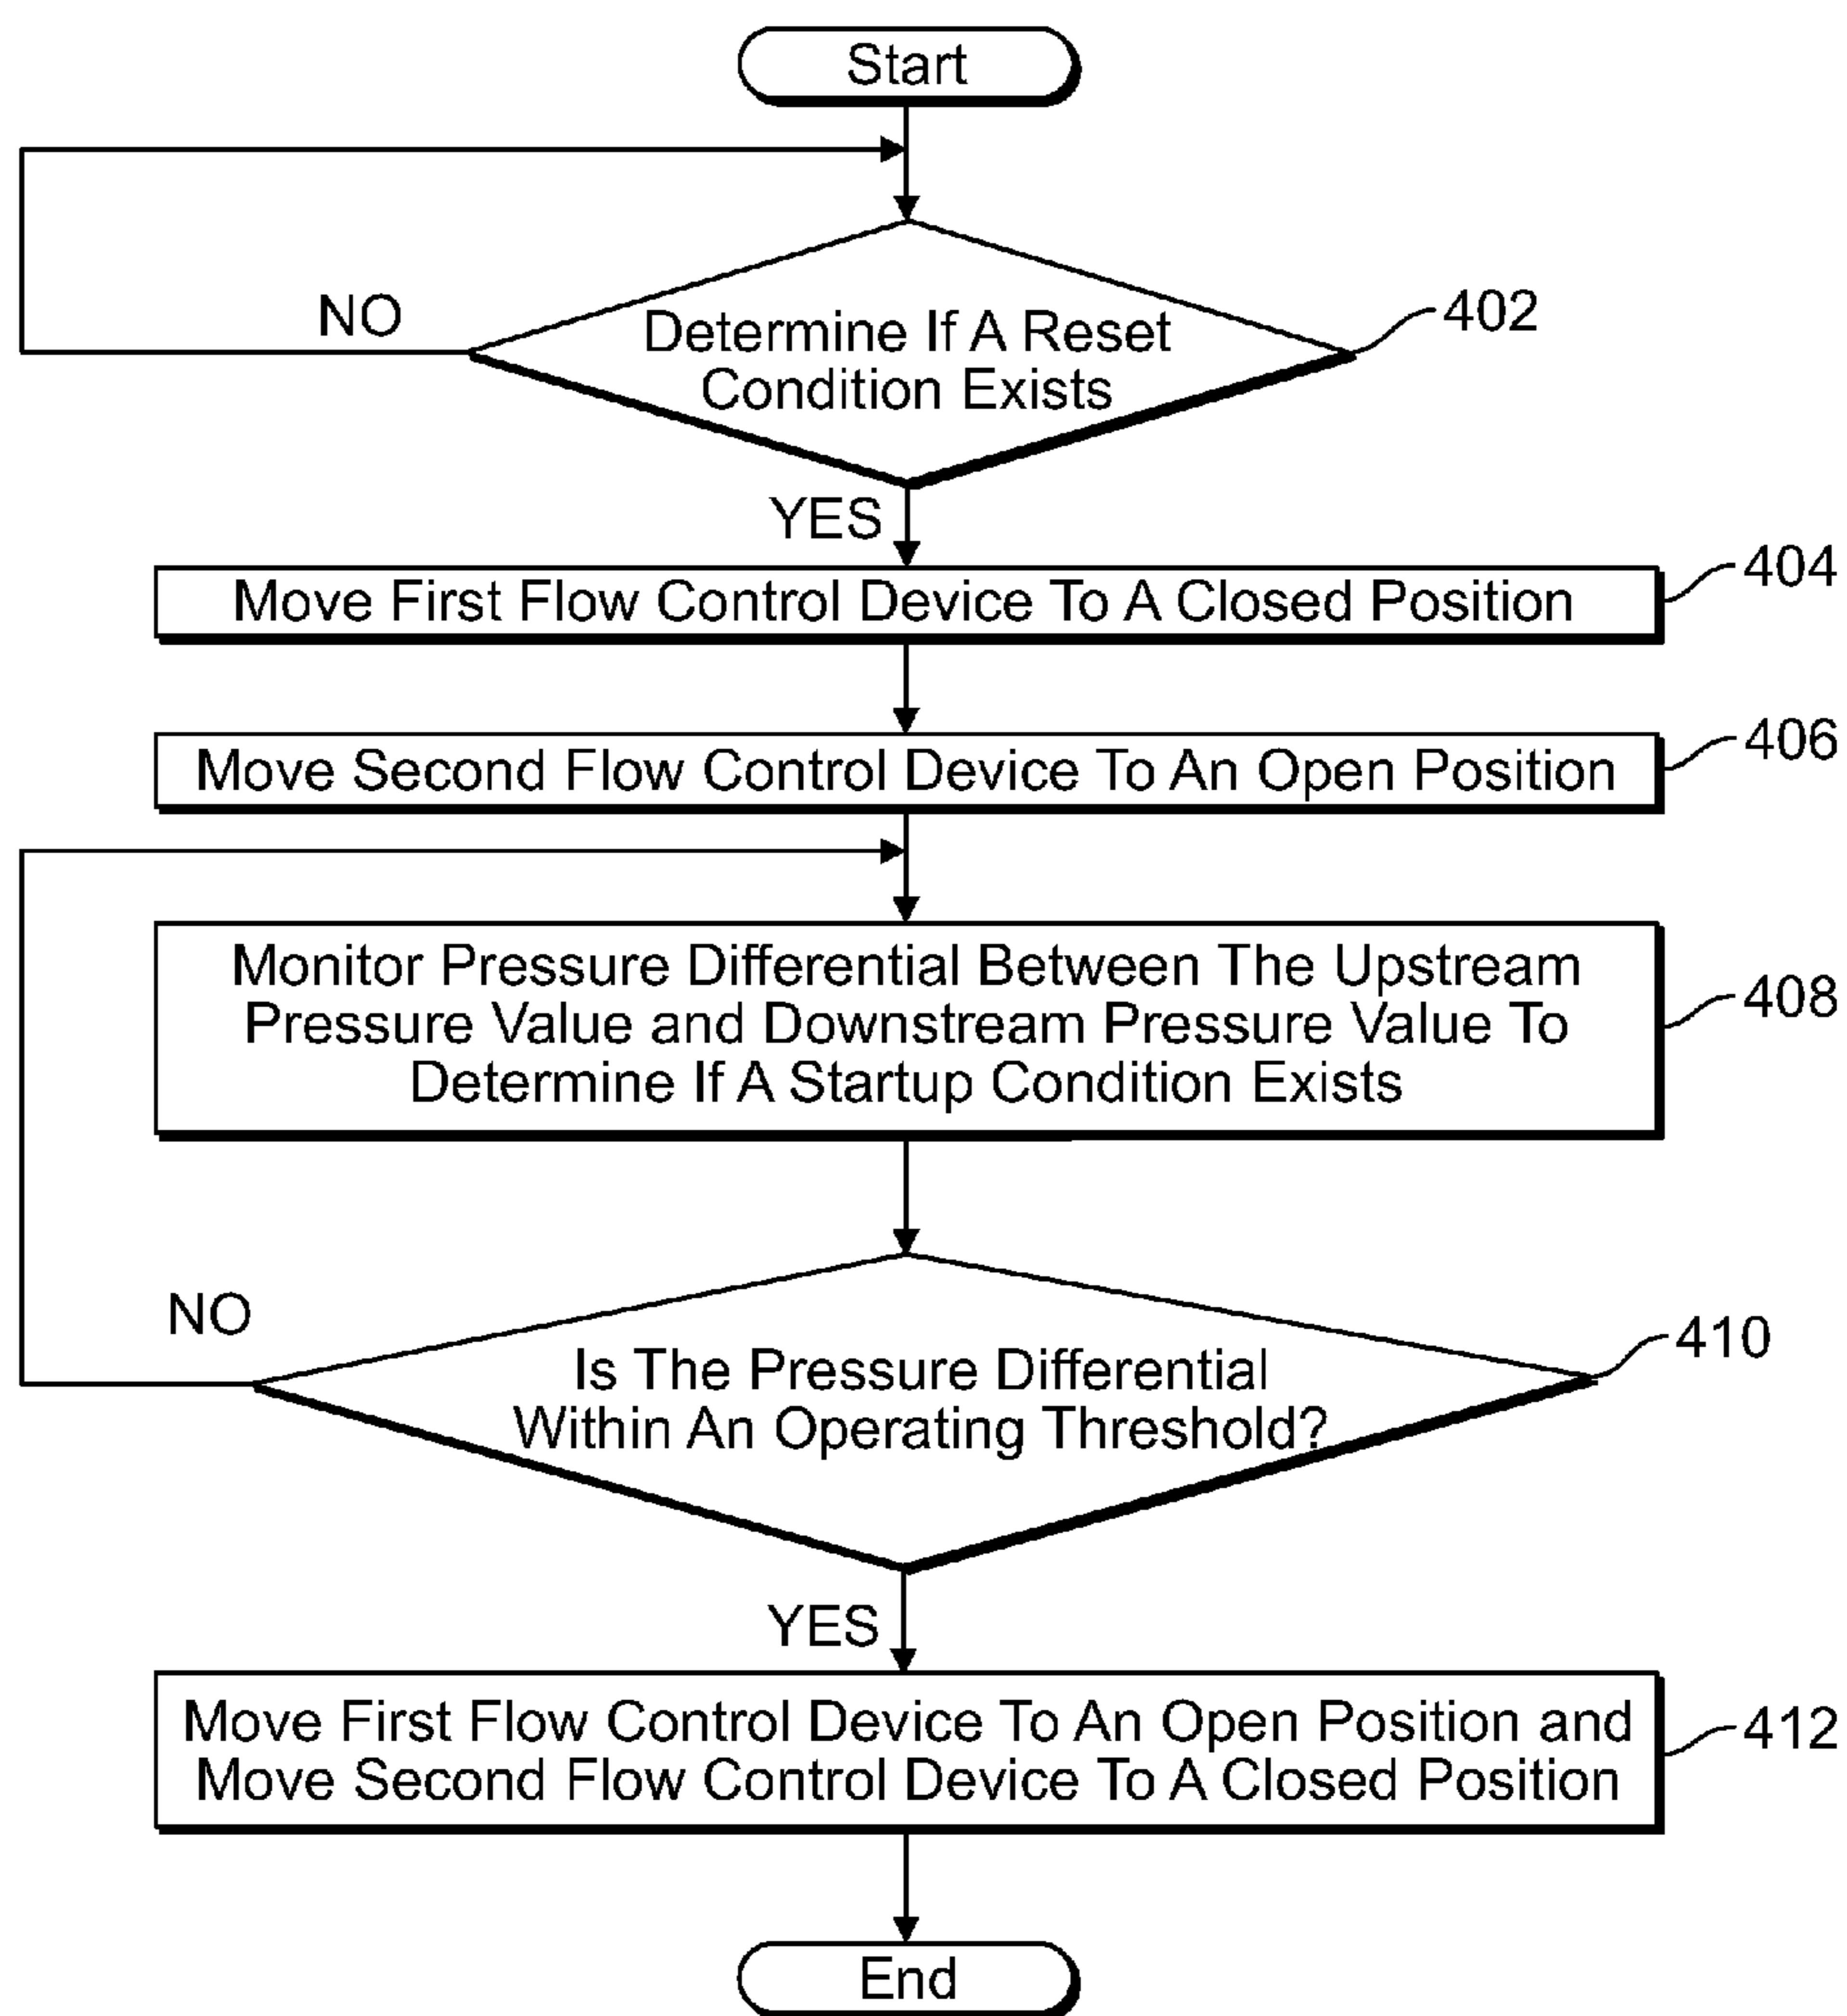 Start
NO
Determine If A Reset
Condition Exists
402
YES
Move First Flow Control Device To A Closed Position
404
Move Second Flow Control Device To An Open Position
406
Monitor Pressure Differential Between The Upstream
Pressure Value and Downstream Pressure Value To
Determine If A Startup Condition Exists
408
NO
Is The Pressure Differential
Within An Operating Threshold?
410
YES
Move First Flow Control Device To An Open Position and
Move Second Flow Control Device To A Closed Position
412
End